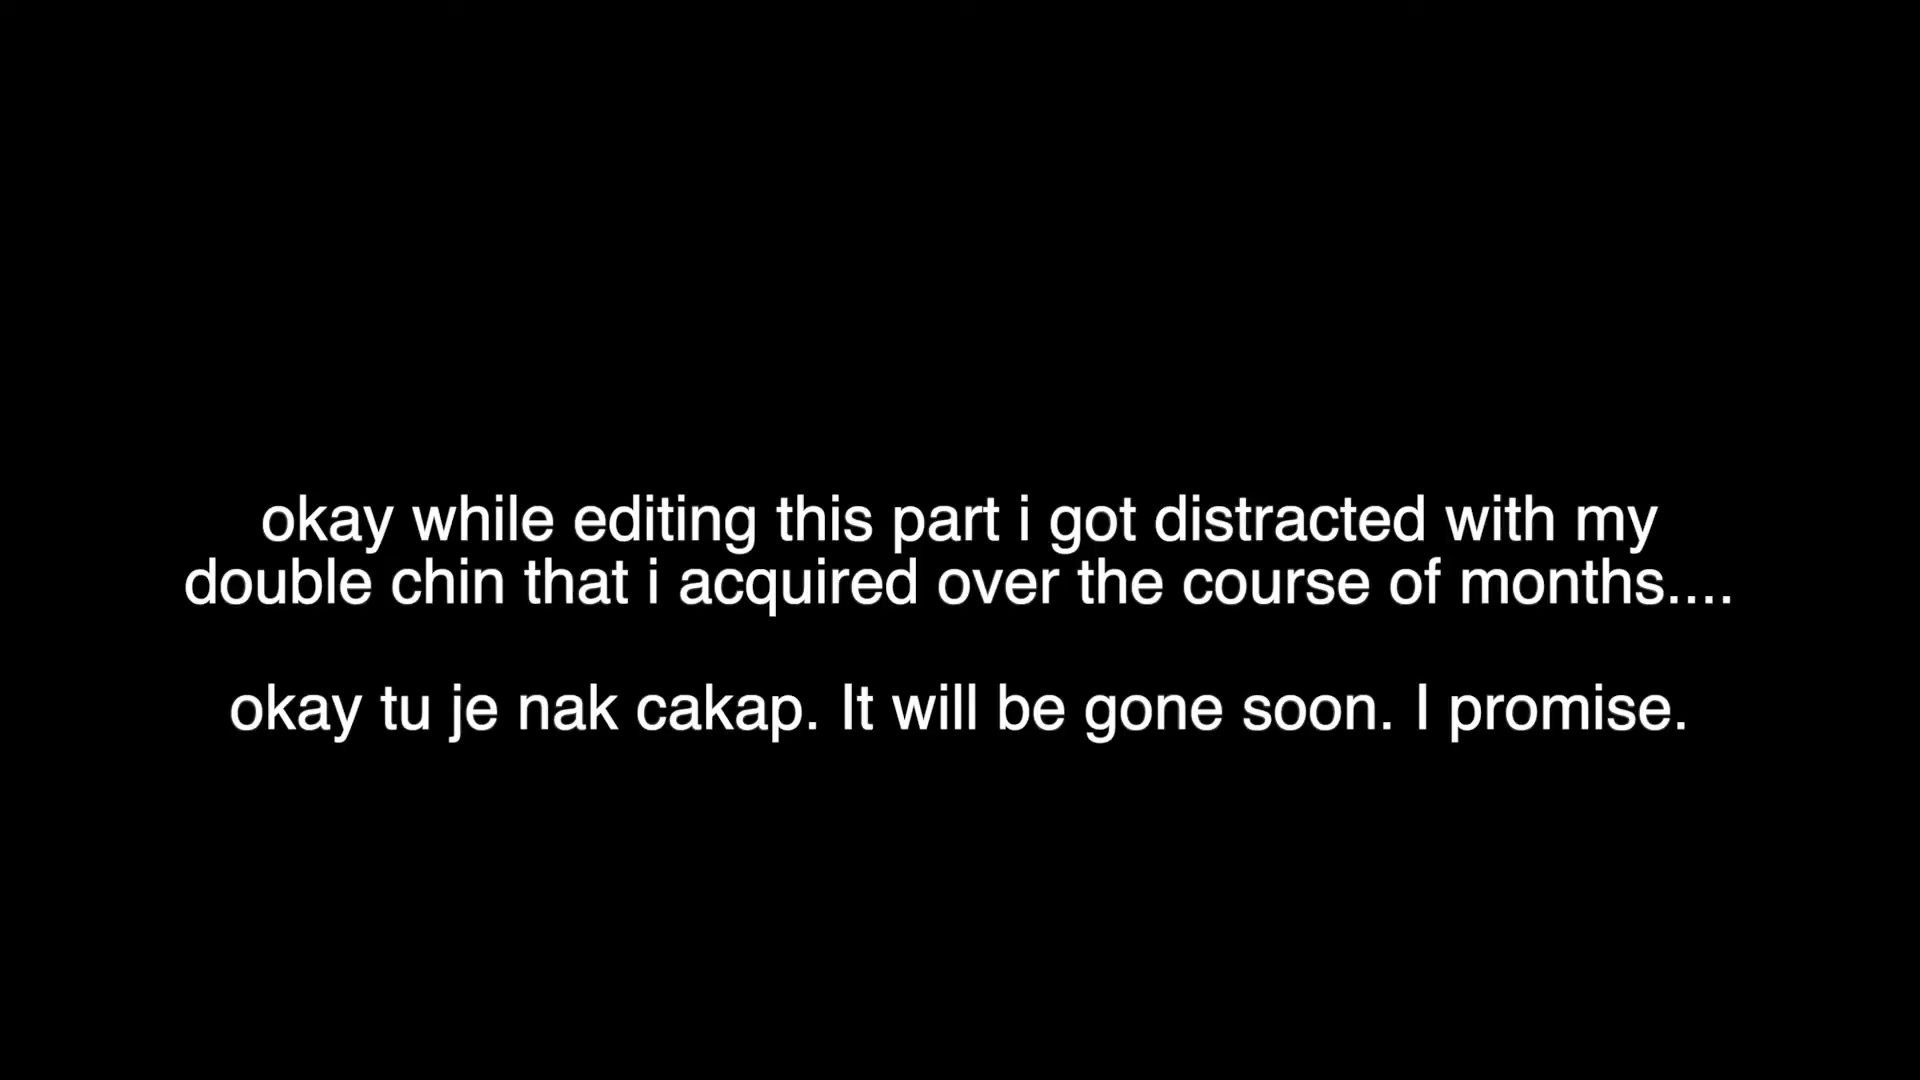 okay while editing this part i got distracted with my
double chin that i acquired over the course of months....
okay tu je nak cakap. It will be gone soon. I promise.